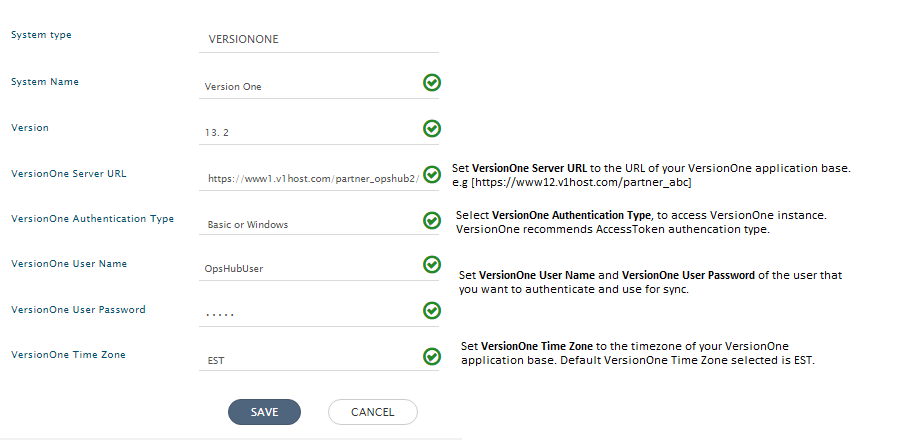 System type
VERSIONONE
System Name
Version One
Version
13. 2
VersionOne Server URL
https://www1.v1host.com/partner_opshub2/
Set VersionOne Server URL to the URL of your VersionOne application base.
e.g [https://www12.v1host.com/partner_abc]
VersionOne Authentication Type
Basic or Windows
Select VersionOne Authentication Type, to access VersionOne instance.
VersionOne recommends AccessToken authencation type.
VersionOne User Name
OpsHubUser
Set VersionOne User Name and VersionOne User Password of the user that
you want to authenticate and use for sync.
VersionOne User Password
.....
VersionOne Time Zone
EST
Set VersionOne Time Zone to the timezone of your VersionOne
application base. Default VersionOne Time Zone selected is EST.
SAVE
CANCEL